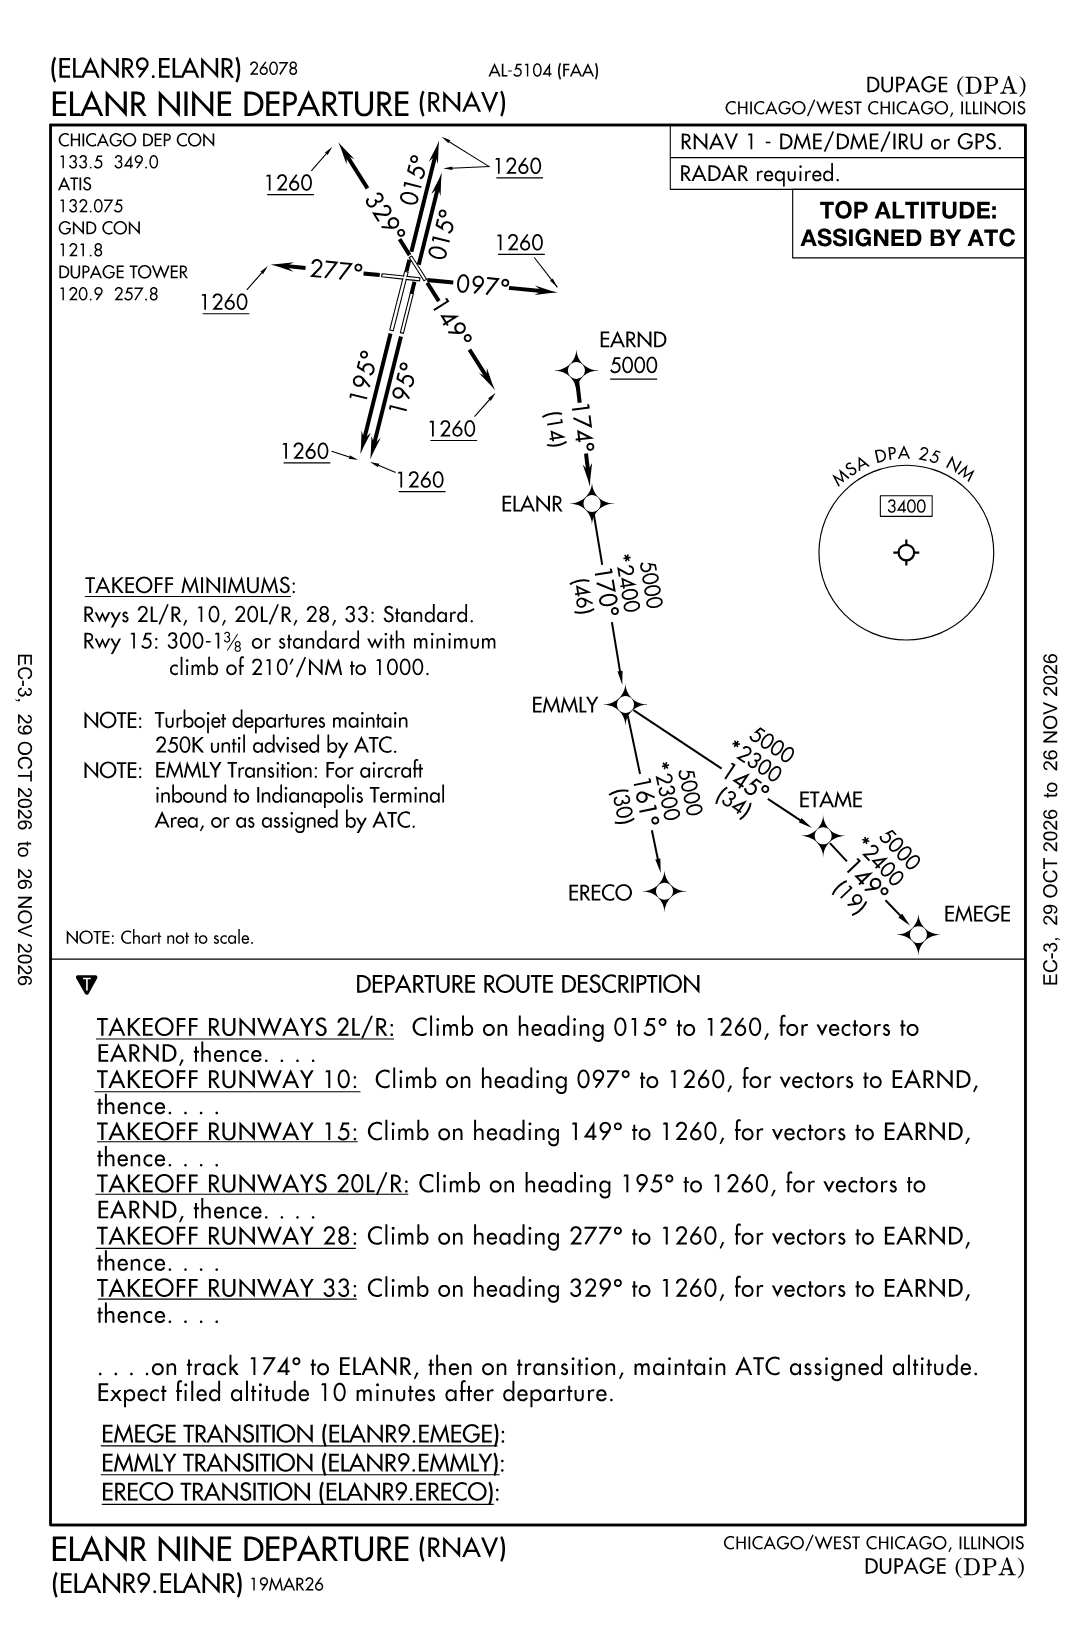 (ELANR9.ELANR) 26078
AL-5104 (FAA)
DUPAGE (DPA)
ELANR NINE DEPARTURE (RNAV)
CHICAGO/WEST CHICAGO, ILLINOIS
CHICAGO DEP CON
133.5 349.0
ATIS
132.075
GND CON
121.8
DUPAGE TOWER
120.9 257.8
RNAV 1 - DME/DME/IRU or GPS.
RADAR required.
TOP ALTITUDE:
ASSIGNED BY ATC
1260
015°
1260
329°
015°
1260
277°
097°
1260
149°
195°
195°
1260
1260
1260
EARND
5000
174°
(14)
ELANR
5000
*2400
170°
(46)
EMMLY
5000
*2300
145°
(34)
5000
*2300
161°
(30)
ETAME
5000
*2400
149°
(19)
ERECO
EMEGE
MSA DPA 25 NM
3400
TAKEOFF MINIMUMS:
Rwys 2L/R, 10, 20L/R, 28, 33: Standard.
Rwy 15: 300-1⅜ or standard with minimum
climb of 210'/NM to 1000.
NOTE: Turbojet departures maintain
250K until advised by ATC.
NOTE: EMMLY Transition: For aircraft
inbound to Indianapolis Terminal
Area, or as assigned by ATC.
NOTE: Chart not to scale.
EC-3, 29 OCT 2026 to 26 NOV 2026
EC-3, 29 OCT 2026 to 26 NOV 2026
T
DEPARTURE ROUTE DESCRIPTION
TAKEOFF RUNWAYS 2L/R: Climb on heading 015° to 1260, for vectors to
EARND, thence. . . .
TAKEOFF RUNWAY 10: Climb on heading 097° to 1260, for vectors to EARND,
thence. . . .
TAKEOFF RUNWAY 15: Climb on heading 149° to 1260, for vectors to EARND,
thence. . . .
TAKEOFF RUNWAYS 20L/R: Climb on heading 195° to 1260, for vectors to
EARND, thence. . . .
TAKEOFF RUNWAY 28: Climb on heading 277° to 1260, for vectors to EARND,
thence. . . .
TAKEOFF RUNWAY 33: Climb on heading 329° to 1260, for vectors to EARND,
thence. . . .
. . . .on track 174° to ELANR, then on transition, maintain ATC assigned altitude.
Expect filed altitude 10 minutes after departure.
EMEGE TRANSITION (ELANR9.EMEGE):
EMMLY TRANSITION (ELANR9.EMMLY):
ERECO TRANSITION (ELANR9.ERECO):
ELANR NINE DEPARTURE (RNAV)
CHICAGO/WEST CHICAGO, ILLINOIS
DUPAGE (DPA)
(ELANR9.ELANR) 19MAR26